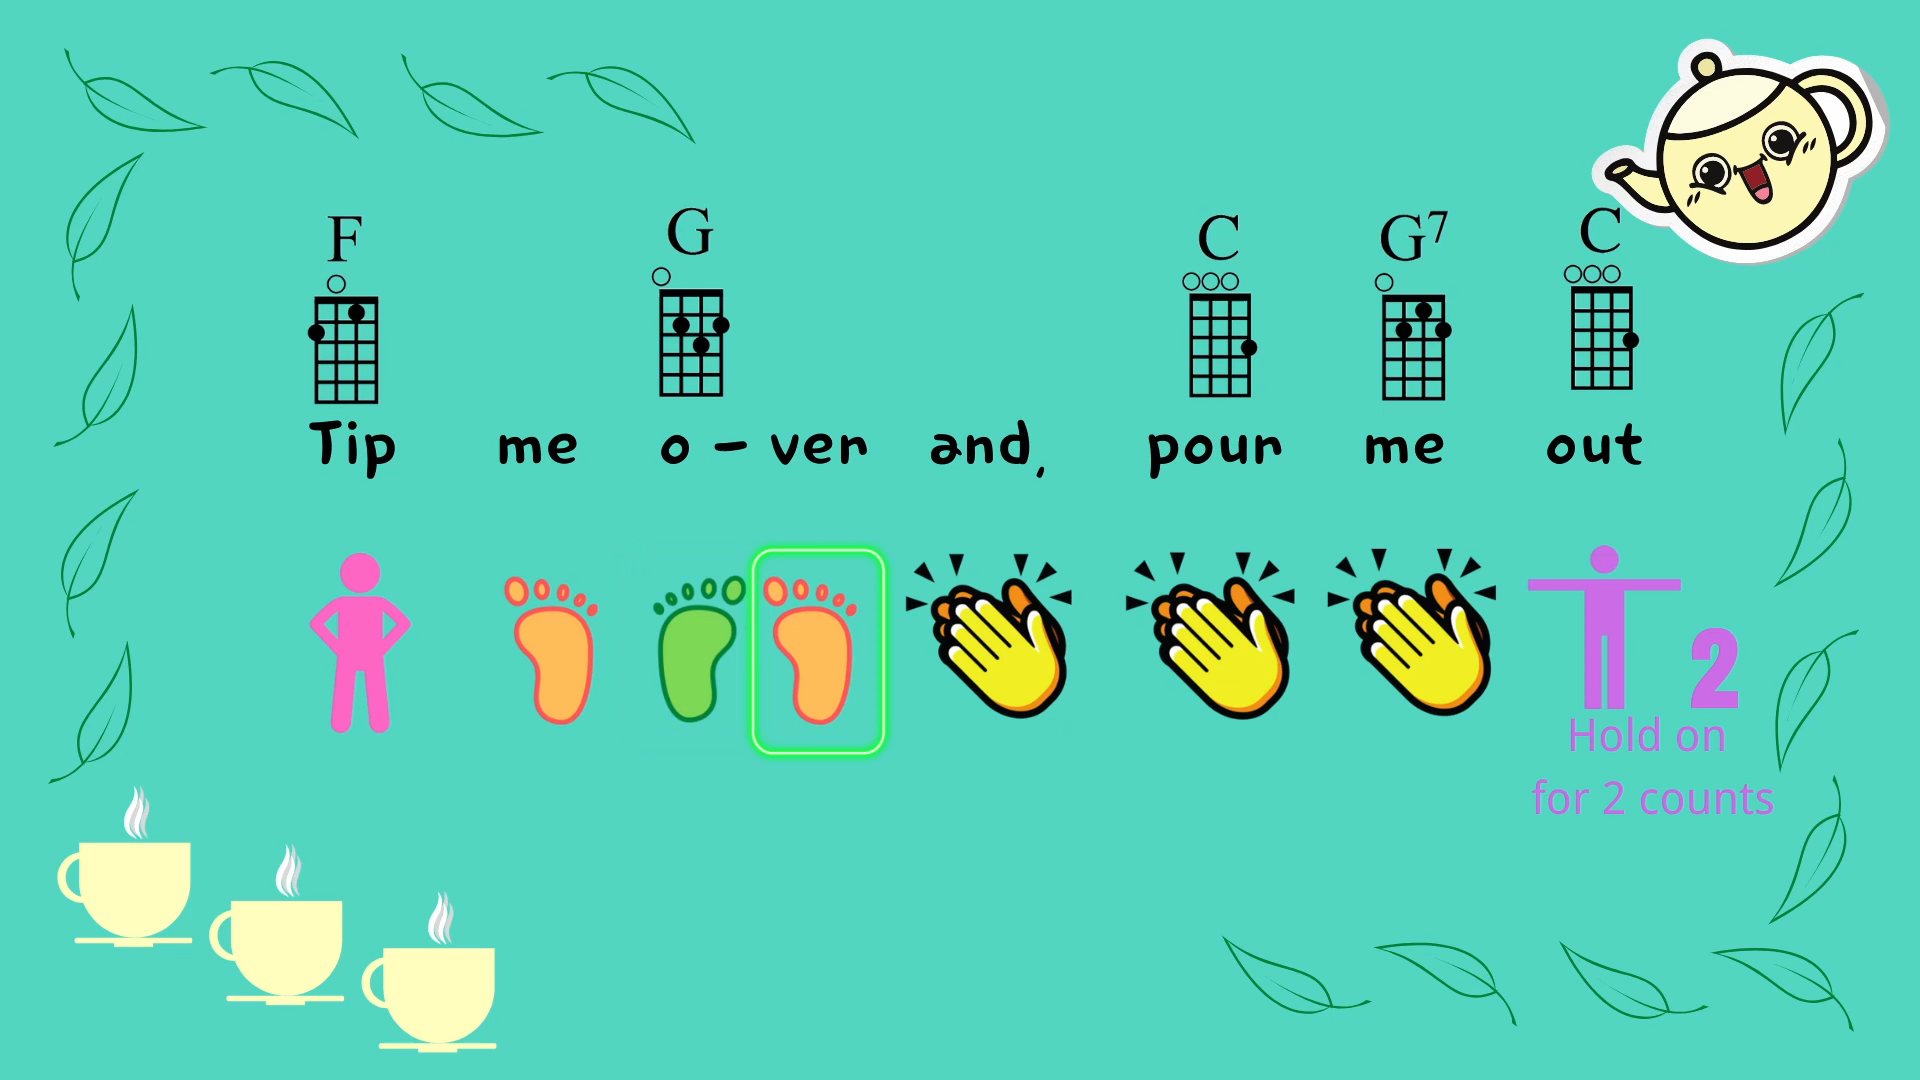 F G C G7 C
Tip me o - ver and, pour me out
2
Hold on
for 2 counts